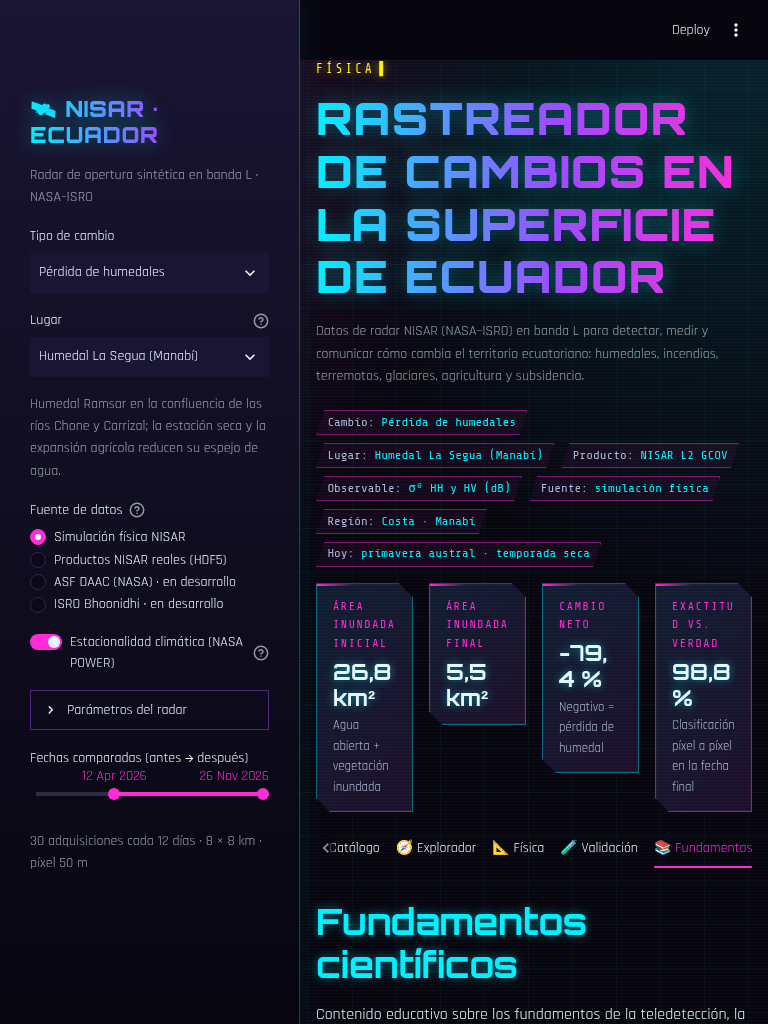 NISAR ·
ECUADOR
Radar de apertura sintética en banda L ·
NASA-ISRO
Tipo de cambio
Pérdida de humedales
Lugar
Humedal La Segua (Manabí)
Humedal Ramsar en la confluencia de los
ríos Chone y Carrizal; la estación seca y la
expansión agrícola reducen su espejo de
agua.
Fuente de datos
Simulación física NISAR
Productos NISAR reales (HDF5)
ASF DAAC (NASA) · en desarrollo
ISRO Bhoonidhi · en desarrollo
Estacionalidad climática (NASA
POWER)
Parámetros del radar
Fechas comparadas (antes → después)
12 Apr 2026 26 Nov 2026
30 adquisiciones cada 12 días · 8 × 8 km ·
píxel 50 m
Deploy
FÍSICA
RASTREADOR
DE CAMBIOS EN
LA SUPERFICIE
DE ECUADOR
Datos de radar NISAR (NASA-ISRO) en banda L para detectar, medir y
comunicar cómo cambia el territorio ecuatoriano: humedales, incendios,
terremotos, glaciares, agricultura y subsidencia.
Cambio: Pérdida de humedales
Lugar: Humedal La Segua (Manabí) Producto: NISAR L2 GCOV
Observable: σ⁰ HH y HV (dB) Fuente: simulación física
Región: Costa · Manabí
Hoy: primavera austral · temporada seca
ÁREA
INUNDADA
INICIAL
26,8
km²
Agua
abierta +
vegetación
inundada
ÁREA
INUNDADA
FINAL
5,5
km²
CAMBIO
NETO
-79,
4 %
Negativo =
pérdida de
humedal
EXACTITU
D VS.
VERDAD
98,8
%
Clasificación
píxel a píxel
en la fecha
final
Catálogo Explorador Física Validación Fundamentos
Fundamentos
científicos
Contenido educativo sobre los fundamentos de la teledetección, la